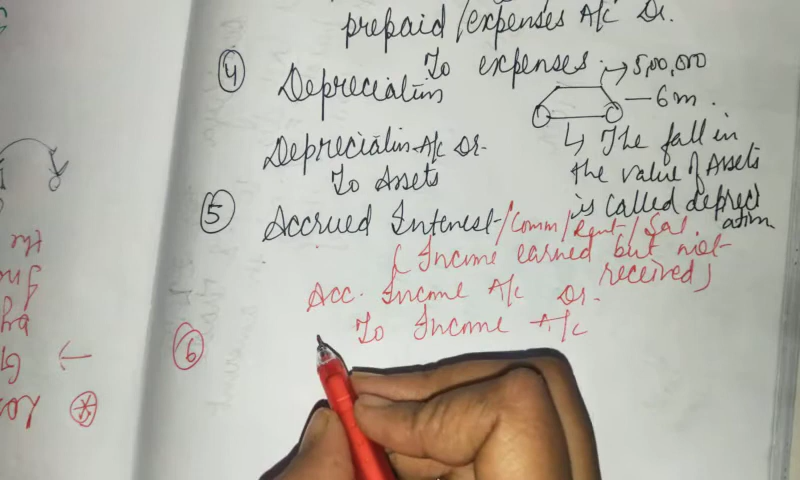 prepaid/expenses A/c Dr.
To expenses.
④ Depreciation
→ 5,00,000
— 6m.
Depreciation A/c Dr.
To Assets
↳ The fall in
the value of Assets
is called depreci
ation
⑤ Accrued Interest/Comm/Rent/Sal.
(Income earned but not
received)
Acc. Income A/c Dr.
To Income A/c
⑥